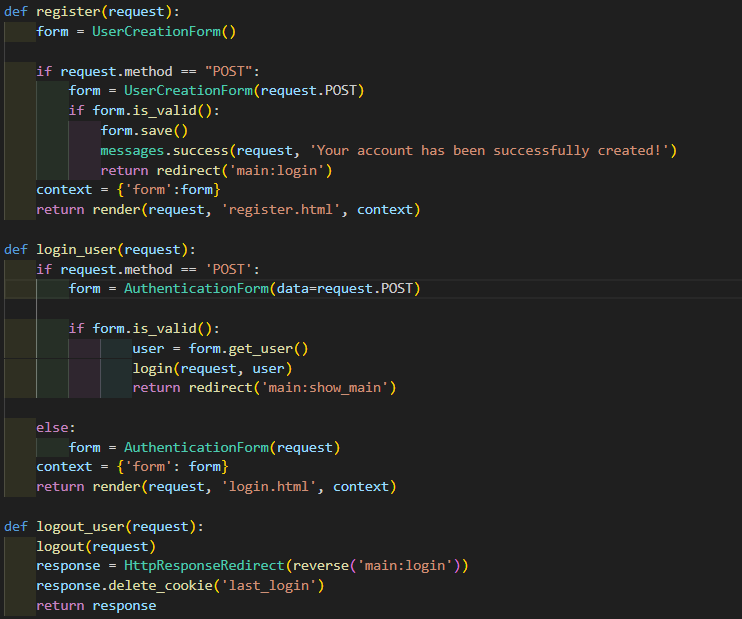 def register(request):
    form = UserCreationForm()

    if request.method == "POST":
        form = UserCreationForm(request.POST)
        if form.is_valid():
            form.save()
            messages.success(request, 'Your account has been successfully created!')
            return redirect('main:login')
    context = {'form':form}
    return render(request, 'register.html', context)

def login_user(request):
    if request.method == 'POST':
        form = AuthenticationForm(data=request.POST)

        if form.is_valid():
                user = form.get_user()
                login(request, user)
                return redirect('main:show_main')

    else:
        form = AuthenticationForm(request)
    context = {'form': form}
    return render(request, 'login.html', context)

def logout_user(request):
    logout(request)
    response = HttpResponseRedirect(reverse('main:login'))
    response.delete_cookie('last_login')
    return response